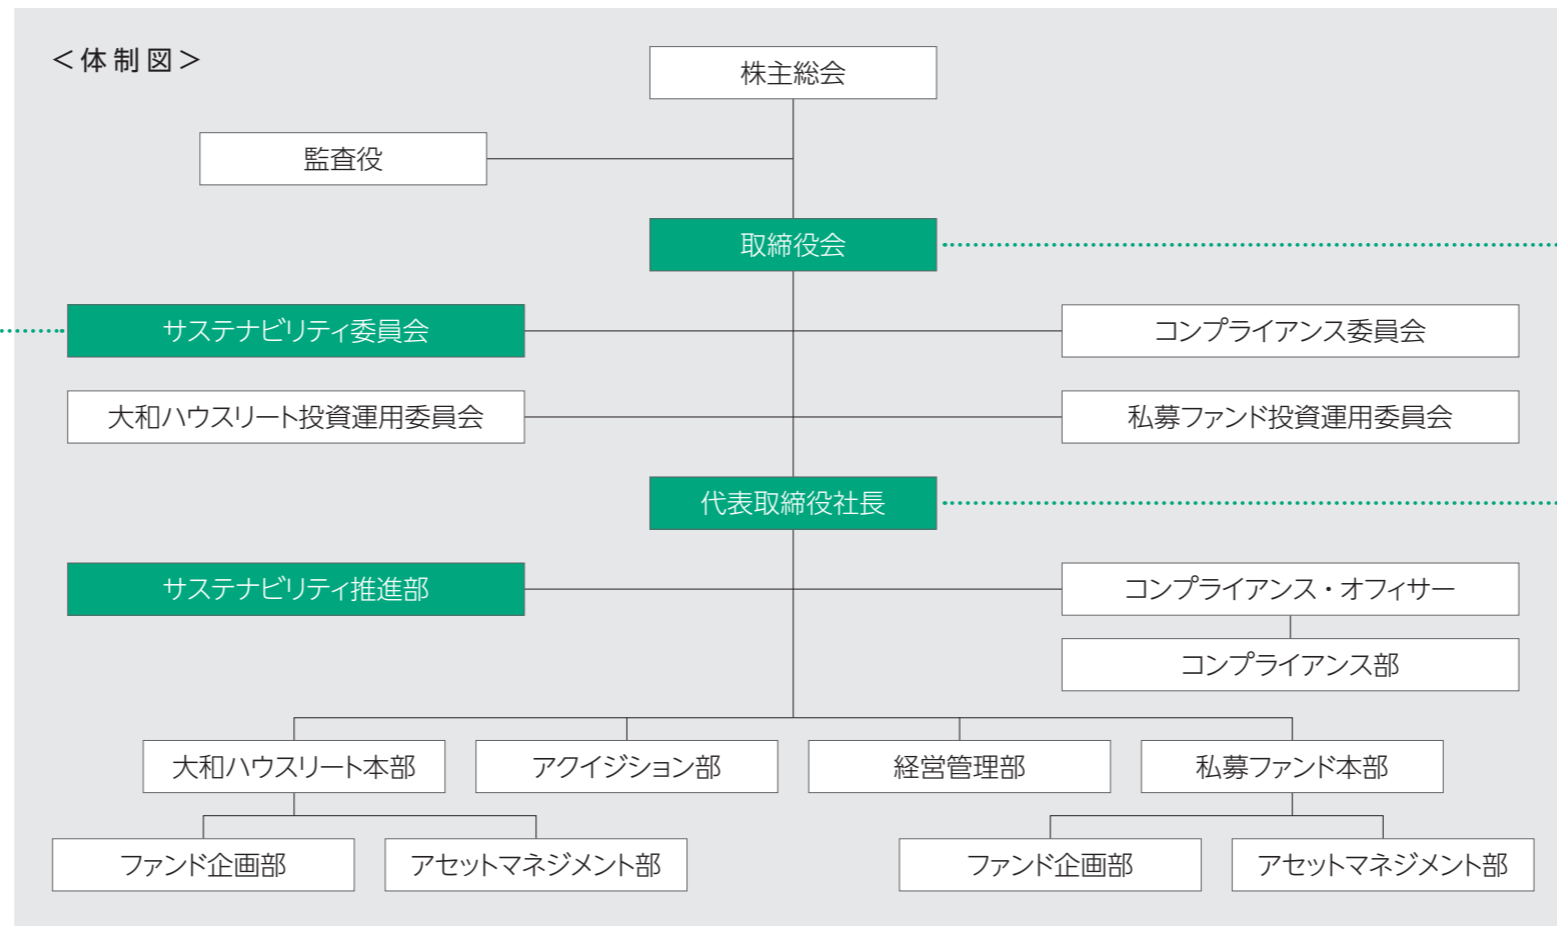 ＜体制図＞
株主総会
監査役
取締役会
サステナビリティ委員会
コンプライアンス委員会
大和ハウスリート投資運用委員会
私募ファンド投資運用委員会
代表取締役社長
サステナビリティ推進部
コンプライアンス・オフィサー
コンプライアンス部
大和ハウスリート本部
アクイジション部
経営管理部
私募ファンド本部
ファンド企画部
アセットマネジメント部
ファンド企画部
アセットマネジメント部